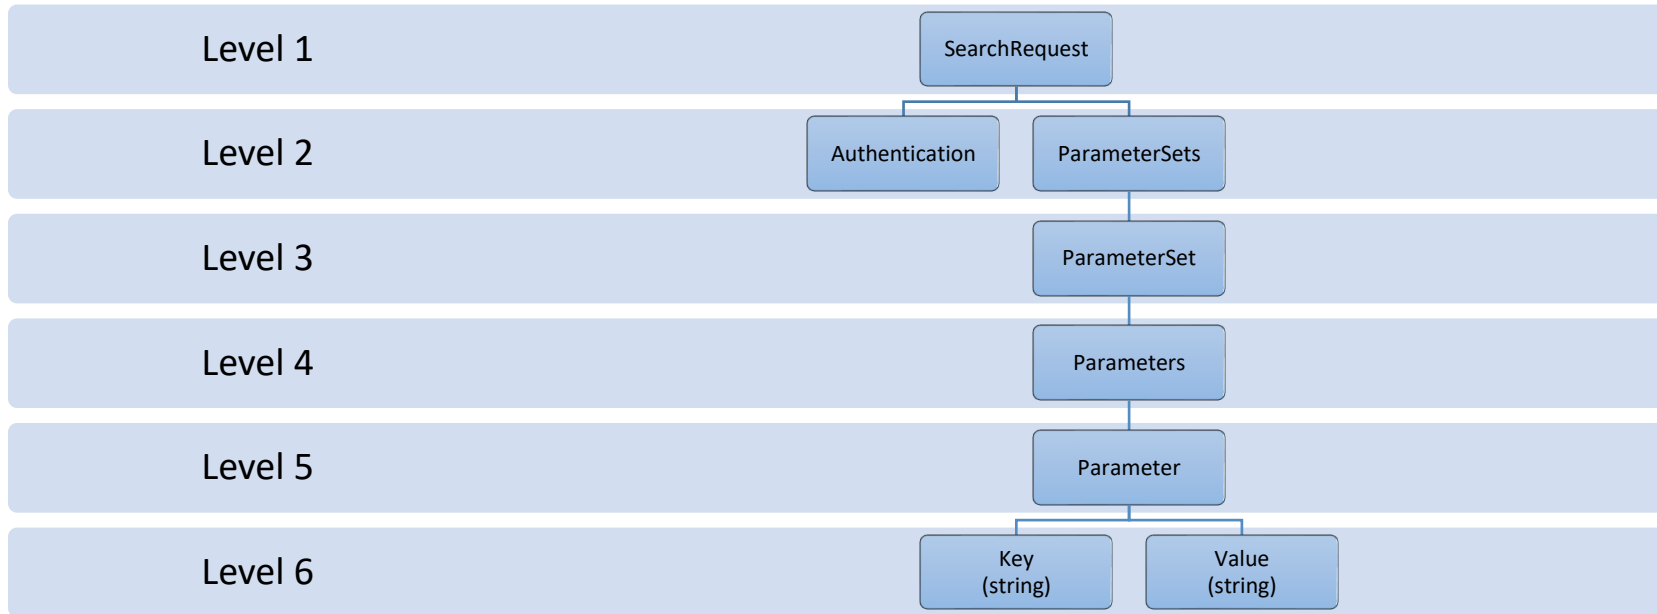 Level 1
SearchRequest
Level 2
Authentication
ParameterSets
Level 3
ParameterSet
Level 4
Parameters
Level 5
Parameter
Level 6
Key
(string)
Value
(string)